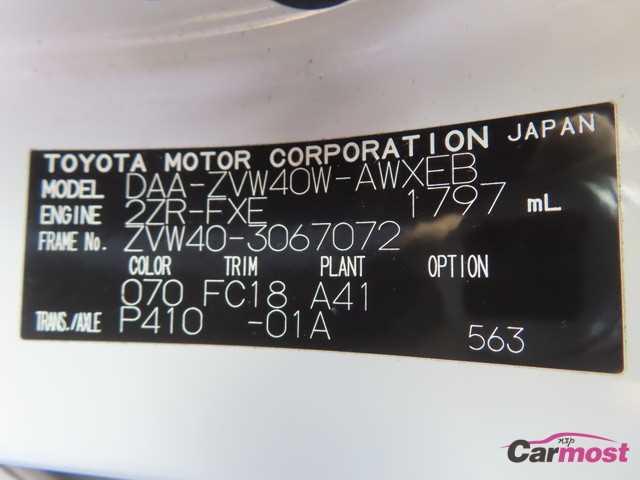 TOYOTA MOTOR CORPORATION JAPAN
MODEL DAA-ZVW40W-AWXEB
ENGINE 2ZR-FXE 1797 mL
FRAME No. ZVW40-3067072
COLOR TRIM PLANT OPTION
070 FC18 A41
TRANS./AXLE P410 -01A
563
Carmost